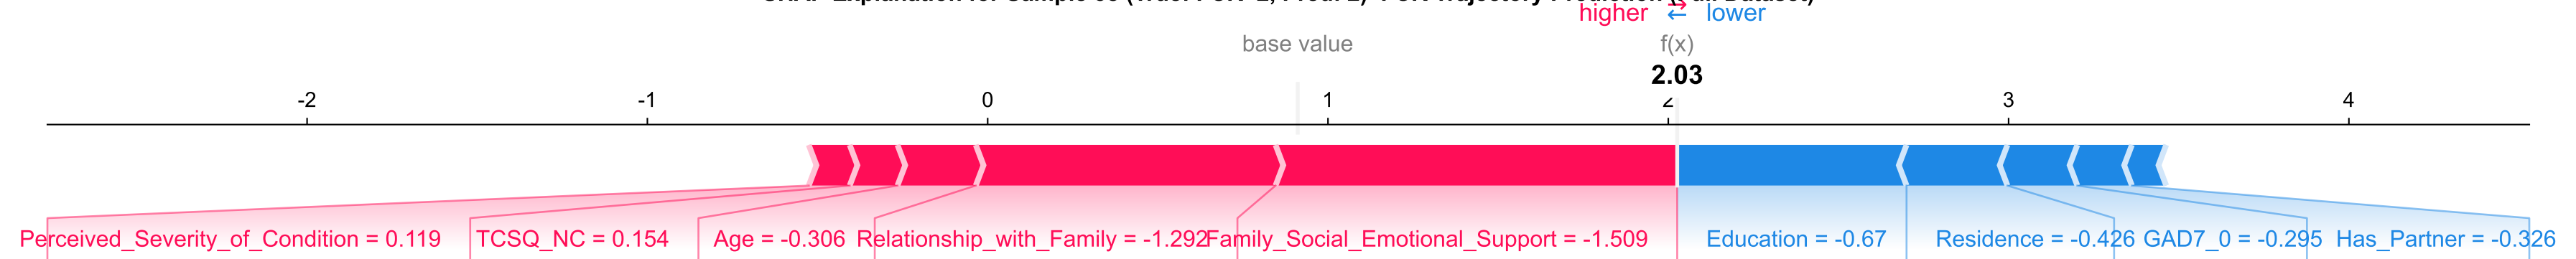 higher ⇄ lower
base value f(x)
2.03
-2 -1 0 1 2 3 4
Perceived_Severity_of_Condition = 0.119 TCSQ_NC = 0.154 Age = -0.306 Relationship_with_Family = -1.292 Family_Social_Emotional_Support = -1.509 Education = -0.67 Residence = -0.426 GAD7_0 = -0.295 Has_Partner = -0.326